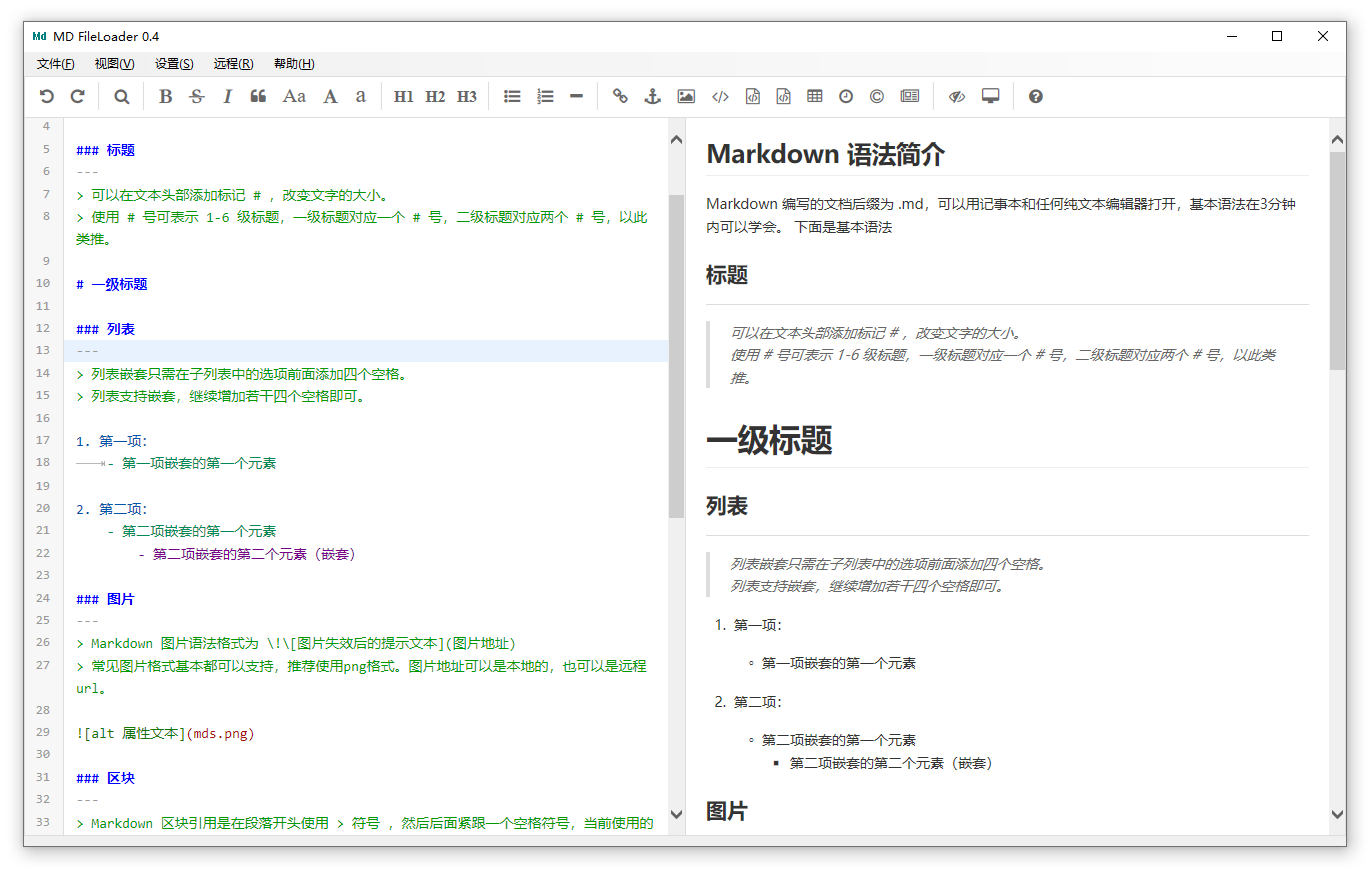 Md MD FileLoader 0.4
文件(F) 视图(V) 设置(S) 远程(R) 帮助(H)
B S I Aa A a H1 H2 H3
4
5 ### 标题
6 ---
7 > 可以在文本头部添加标记 # ，改变文字的大小。
8 > 使用 # 号可表示 1-6 级标题，一级标题对应一个 # 号，二级标题对应两个 # 号，以此
类推。
9
10 # 一级标题
11
12 ### 列表
13 ---
14 > 列表嵌套只需在子列表中的选项前面添加四个空格。
15 > 列表支持嵌套，继续增加若干四个空格即可。
16
17 1. 第一项：
18 - 第一项嵌套的第一个元素
19
20 2. 第二项：
21 - 第二项嵌套的第一个元素
22 - 第二项嵌套的第二个元素（嵌套）
23
24 ### 图片
25 ---
26 > Markdown 图片语法格式为 \!\[图片失效后的提示文本](图片地址)
27 > 常见图片格式基本都可以支持，推荐使用png格式。图片地址可以是本地的，也可以是远程
url。
28
29 ![alt 属性文本](mds.png)
30
31 ### 区块
32 ---
33 > Markdown 区块引用是在段落开头使用 > 符号 ，然后后面紧跟一个空格符号，当前使用的
Markdown 语法简介
Markdown 编写的文档后缀为 .md，可以用记事本和任何纯文本编辑器打开，基本语法在3分钟
内可以学会。 下面是基本语法
标题
可以在文本头部添加标记 # ，改变文字的大小。
使用 # 号可表示 1-6 级标题，一级标题对应一个 # 号，二级标题对应两个 # 号，以此类
推。
一级标题
列表
列表嵌套只需在子列表中的选项前面添加四个空格。
列表支持嵌套，继续增加若干四个空格即可。
1. 第一项：
◦ 第一项嵌套的第一个元素
2. 第二项：
◦ 第二项嵌套的第一个元素
▪ 第二项嵌套的第二个元素（嵌套）
图片